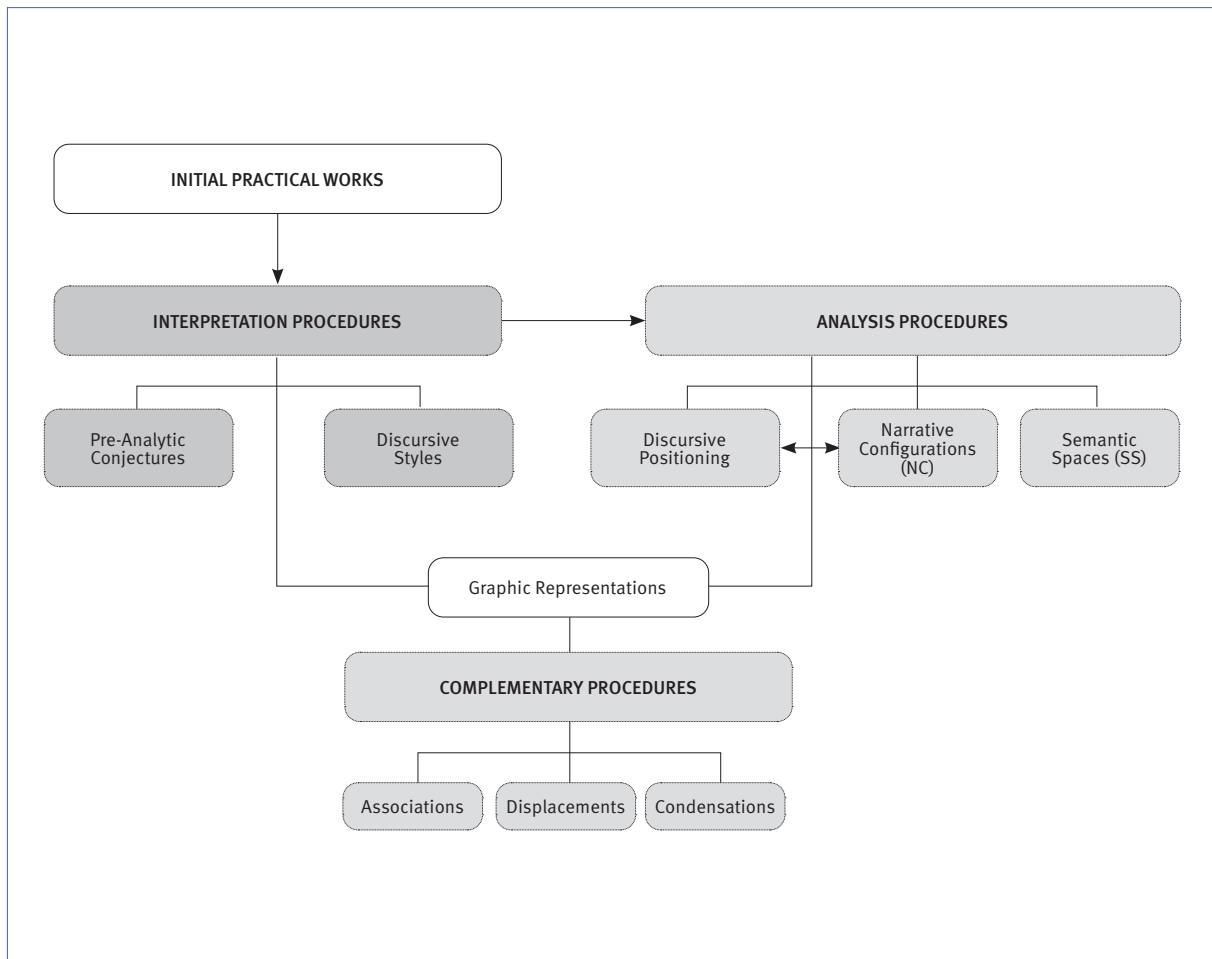 INITIAL PRACTICAL WORKS
INTERPRETATION PROCEDURES
ANALYSIS PROCEDURES
Pre-Analytic
Conjectures
Discursive
Styles
Discursive
Positioning
Narrative
Configurations
(NC)
Semantic
Spaces (SS)
Graphic Representations
COMPLEMENTARY PROCEDURES
Associations
Displacements
Condensations